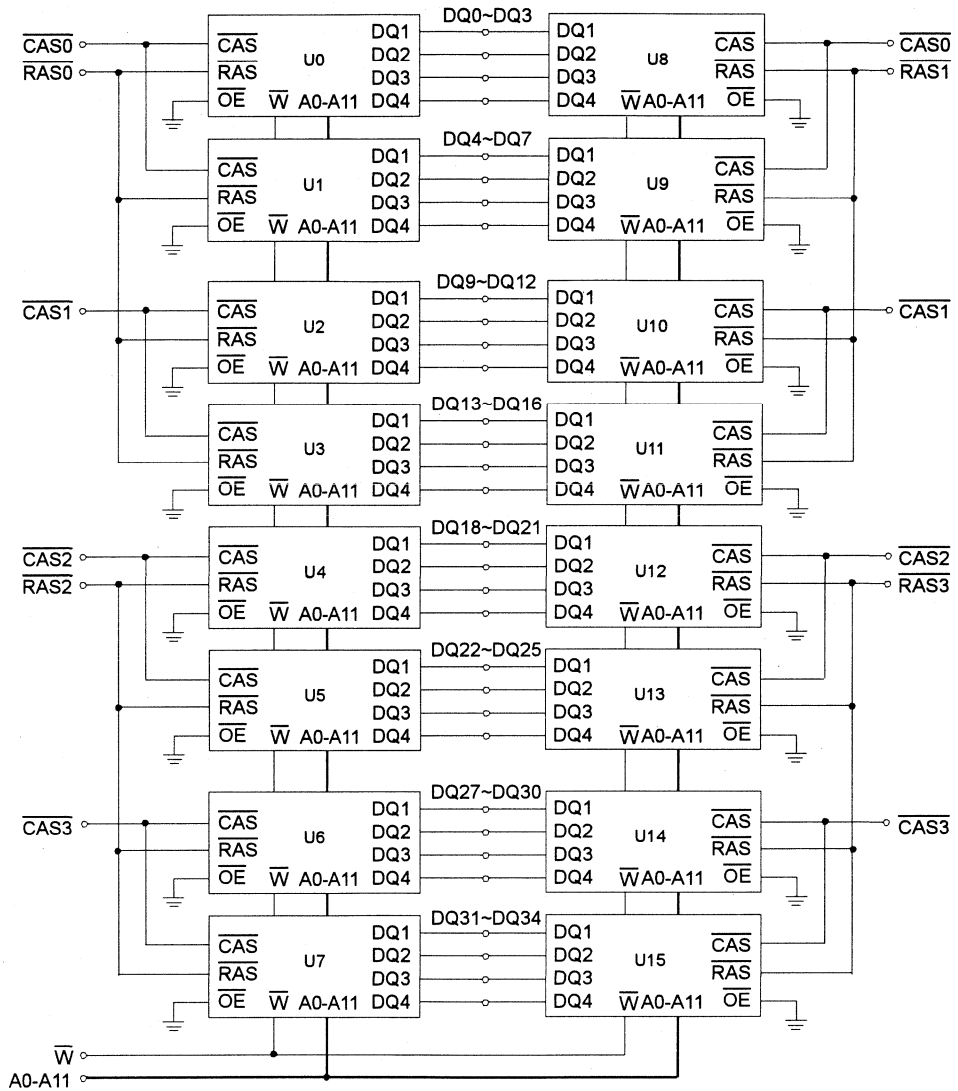 DQ0~DQ3
CAS0 CAS U0 DQ1 DQ1 U8 CAS CAS0
RAS0 RAS DQ2 DQ2 RAS RAS1
DQ3 DQ3
OE W A0-A11 DQ4 DQ4 W A0-A11 OE
DQ4~DQ7
CAS U1 DQ1 DQ1 U9 CAS
RAS DQ2 DQ2 RAS
DQ3 DQ3
OE W A0-A11 DQ4 DQ4 W A0-A11 OE
DQ9~DQ12
CAS1 CAS U2 DQ1 DQ1 U10 CAS CAS1
RAS DQ2 DQ2 RAS
DQ3 DQ3
OE W A0-A11 DQ4 DQ4 W A0-A11 OE
DQ13~DQ16
CAS U3 DQ1 DQ1 U11 CAS
RAS DQ2 DQ2 RAS
DQ3 DQ3
OE W A0-A11 DQ4 DQ4 W A0-A11 OE
DQ18~DQ21
CAS2 CAS U4 DQ1 DQ1 U12 CAS CAS2
RAS2 RAS DQ2 DQ2 RAS RAS3
DQ3 DQ3
OE W A0-A11 DQ4 DQ4 W A0-A11 OE
DQ22~DQ25
CAS U5 DQ1 DQ1 U13 CAS
RAS DQ2 DQ2 RAS
DQ3 DQ3
OE W A0-A11 DQ4 DQ4 W A0-A11 OE
DQ27~DQ30
CAS3 CAS U6 DQ1 DQ1 U14 CAS CAS3
RAS DQ2 DQ2 RAS
DQ3 DQ3
OE W A0-A11 DQ4 DQ4 W A0-A11 OE
DQ31~DQ34
CAS U7 DQ1 DQ1 U15 CAS
RAS DQ2 DQ2 RAS
DQ3 DQ3
OE W A0-A11 DQ4 DQ4 W A0-A11 OE
W
A0-A11